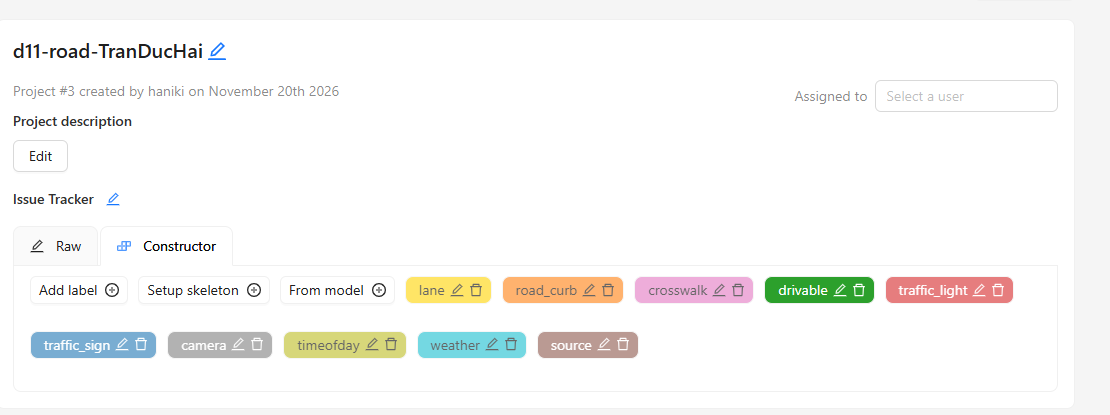 d11-road-TranDucHai
Project #3 created by haniki on November 20th 2026
Assigned to Select a user
Project description
Edit
Issue Tracker
Raw Constructor
Add label Setup skeleton From model lane road_curb crosswalk drivable traffic_light
traffic_sign camera timeofday weather source